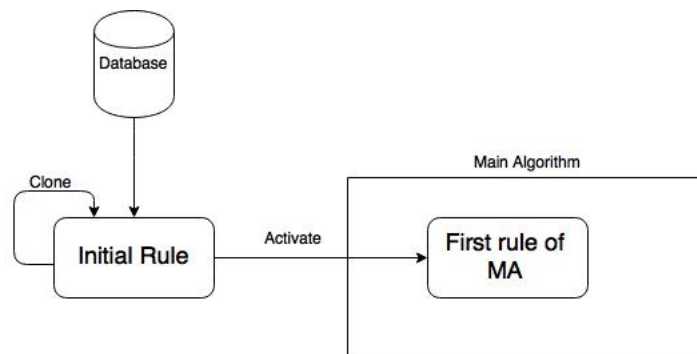 Database
Main Algorithm
Clone
Initial Rule
Activate
First rule of
MA